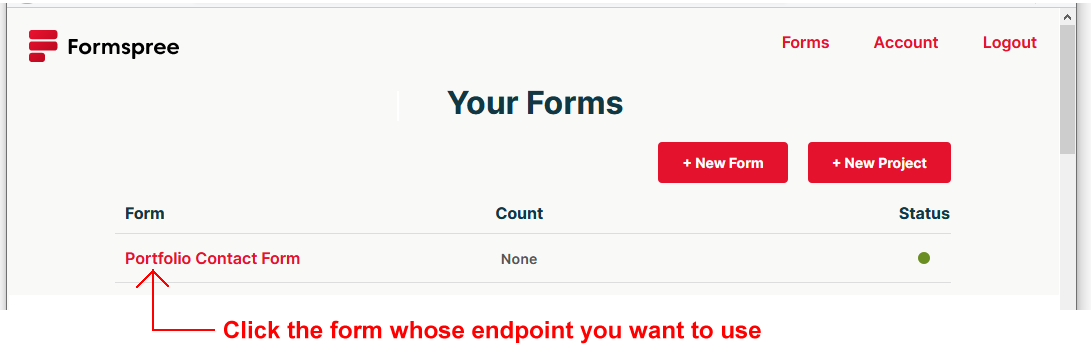 Formspree
Forms Account Logout
Your Forms
+ New Form + New Project
Form Count Status
Portfolio Contact Form None
Click the form whose endpoint you want to use